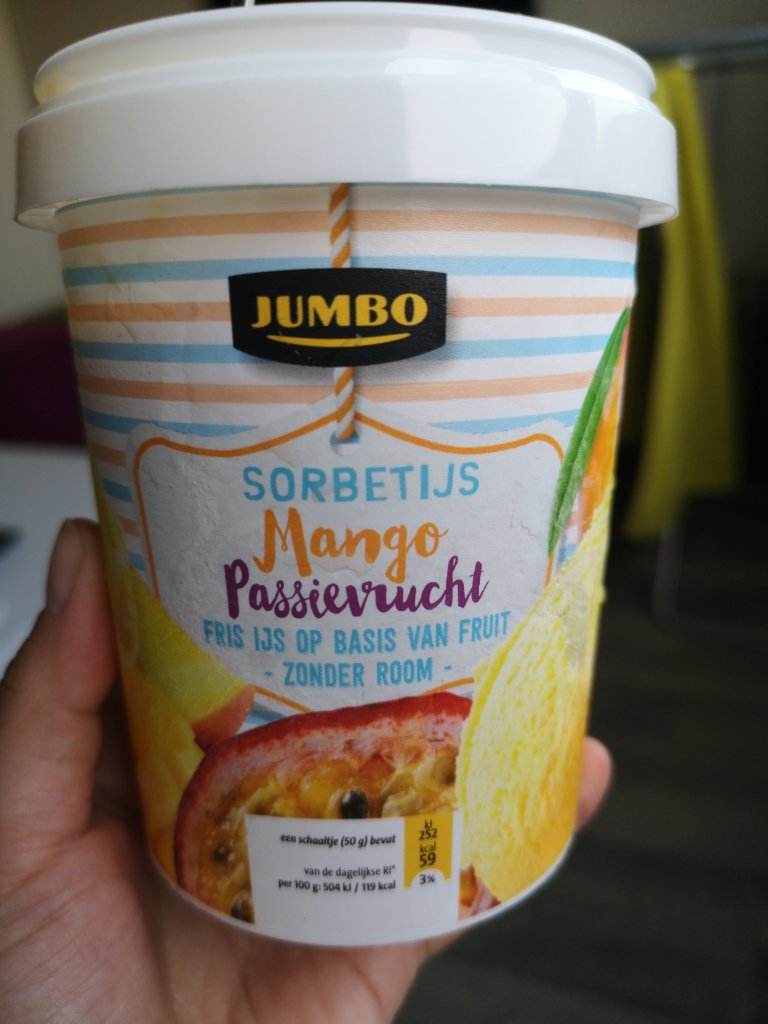 JUMBO
SORBETIJS
Mango
Passievrucht
FRIS IJS OP BASIS VAN FRUIT
- ZONDER ROOM -
een schaaltje (50 g) bevat
kJ
252
kcal
59
van de dagelijkse RI*
3%
per 100 g: 504 kJ / 119 kcal